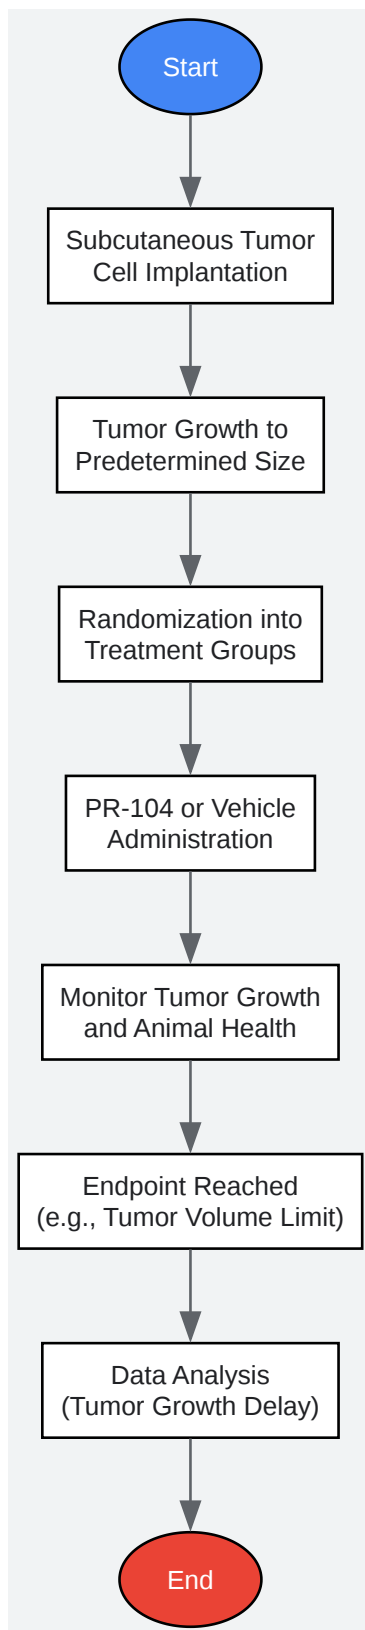 Start
Subcutaneous Tumor
Cell Implantation
Tumor Growth to
Predetermined Size
Randomization into
Treatment Groups
PR-104 or Vehicle
Administration
Monitor Tumor Growth
and Animal Health
Endpoint Reached
(e.g., Tumor Volume Limit)
Data Analysis
(Tumor Growth Delay)
End